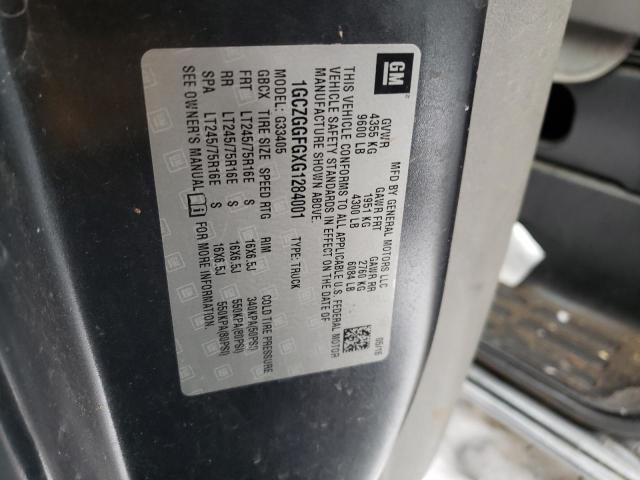 GM
MFD BY GENERAL MOTORS LLC
05/16
GVWR GAWR FRT GAWR RR
4355 KG 1951 KG 2760 KG
9600 LB 4300 LB 6084 LB
THIS VEHICLE CONFORMS TO ALL APPLICABLE U.S. FEDERAL MOTOR
VEHICLE SAFETY STANDARDS IN EFFECT ON THE DATE OF
MANUFACTURE SHOWN ABOVE.
1GCZGGFGXG1284001 TYPE: TRUCK
MODEL: G33405
GBCX TIRE SIZE SPEED RTG RIM COLD TIRE PRESSURE
FRT LT245/75R16E S 16X6.5J 340KPA(50PSI)
RR LT245/75R16E S 16X6.5J 550KPA(80PSI)
SPA LT245/75R16E S 16X6.5J 550KPA(80PSI)
SEE OWNER'S MANUAL i FOR MORE INFORMATION